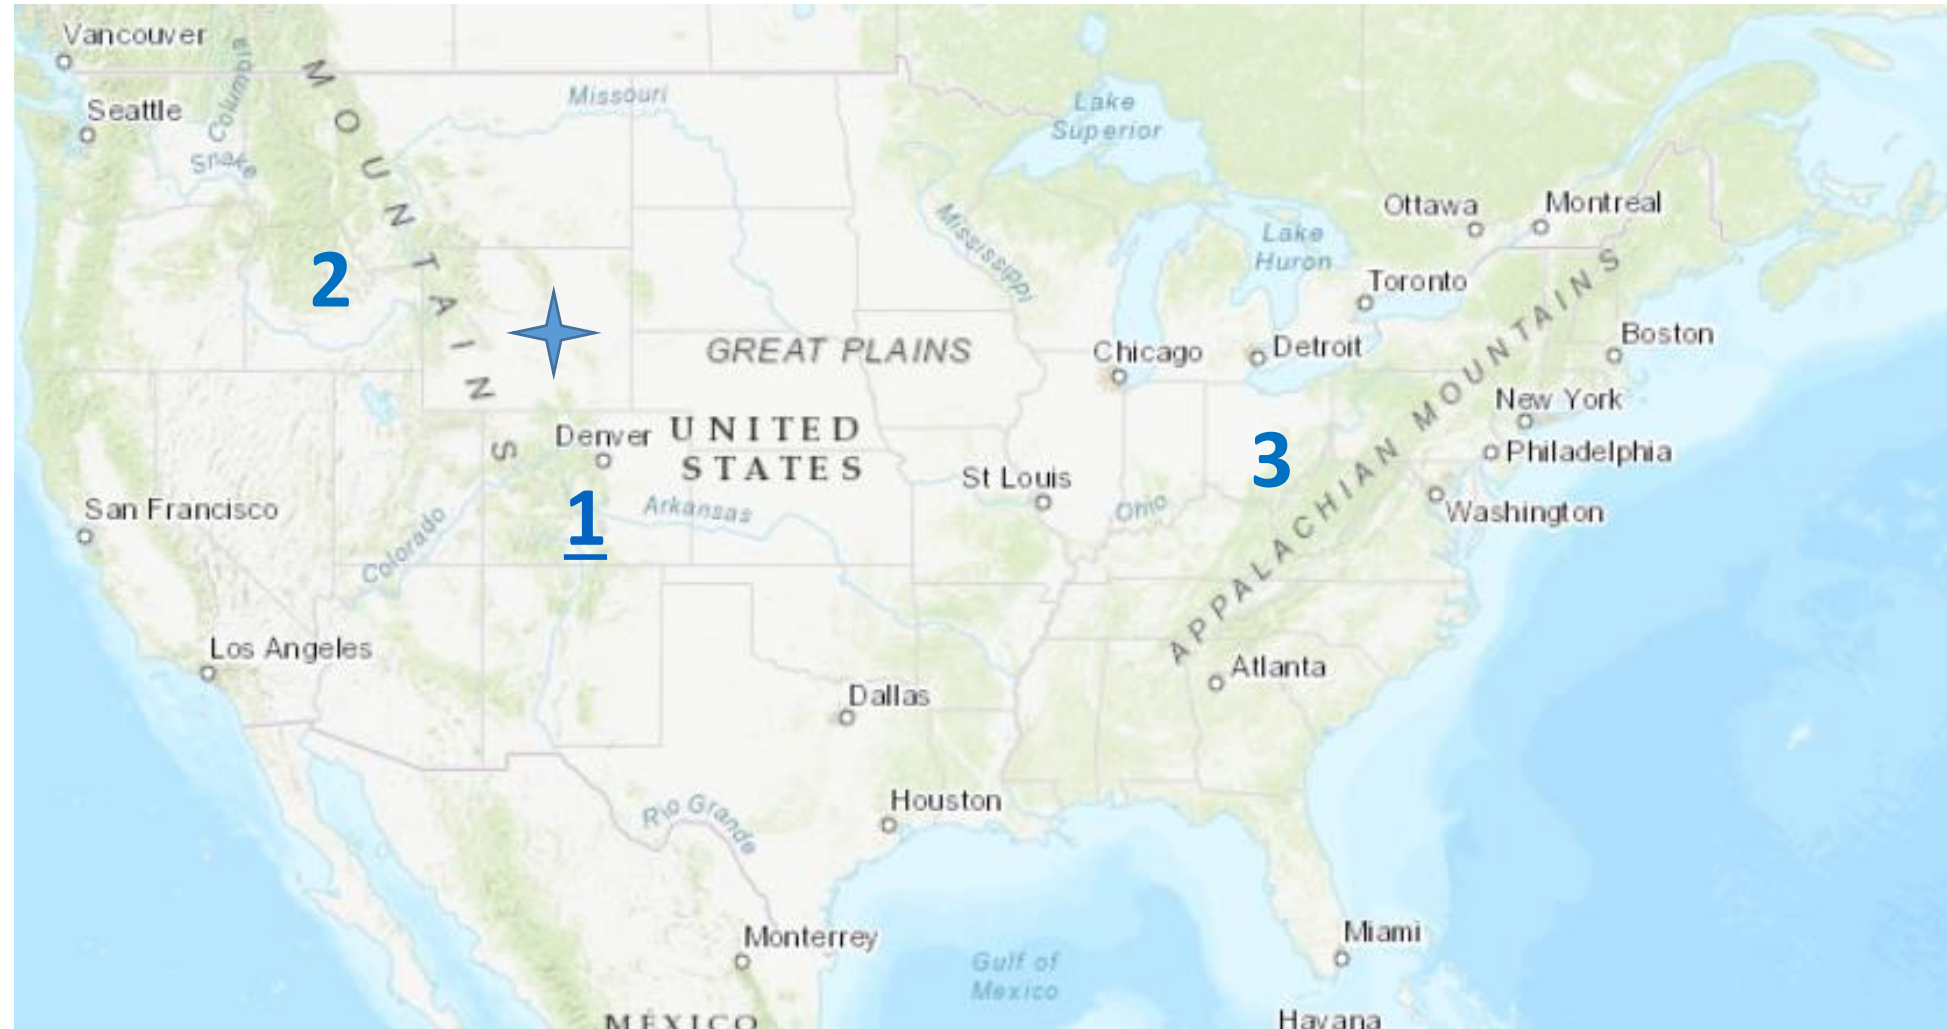 Vancouver
Columbia
Seattle
Snake
MOUNTAINS
Missouri
Lake
Superior
Mississippi
Lake
Huron
Ottawa
Montreal
Toronto
2
GREAT PLAINS
Chicago
Detroit
Boston
New York
Philadelphia
Washington
APPALACHIAN MOUNTAINS
Denver
UNITED
STATES
St Louis
3
1
Arkansas
Ohio
San Francisco
Colorado
Los Angeles
Dallas
Atlanta
Houston
Rio Grande
Monterrey
Gulf of
Mexico
Miami
MÉXICO
Havana